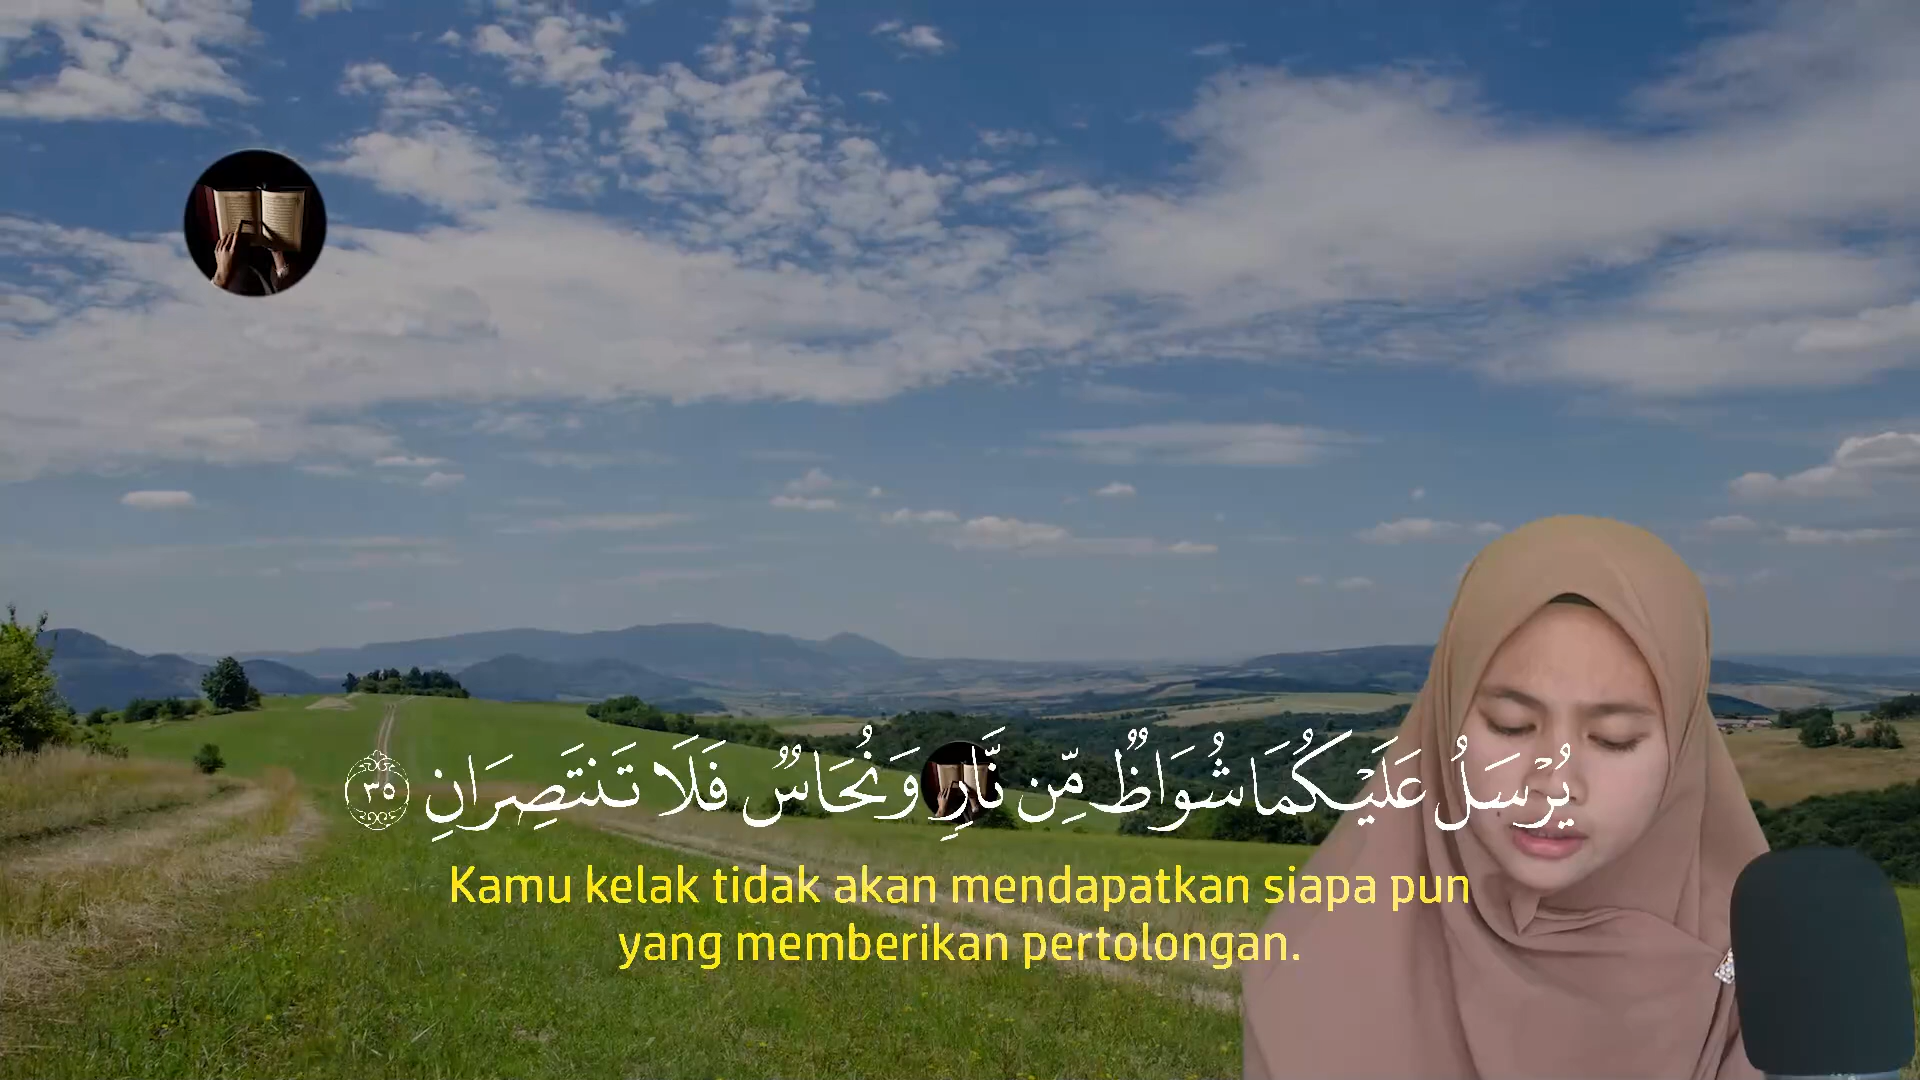 يُرْسَلُ عَلَيْكُمَا شُوَاظٌ مِّن نَّارٍ وَنُحَاسٌ فَلَا تَنتَصِرَانِ ٣٥
Kamu kelak tidak akan mendapatkan siapa pun
yang memberikan pertolongan.